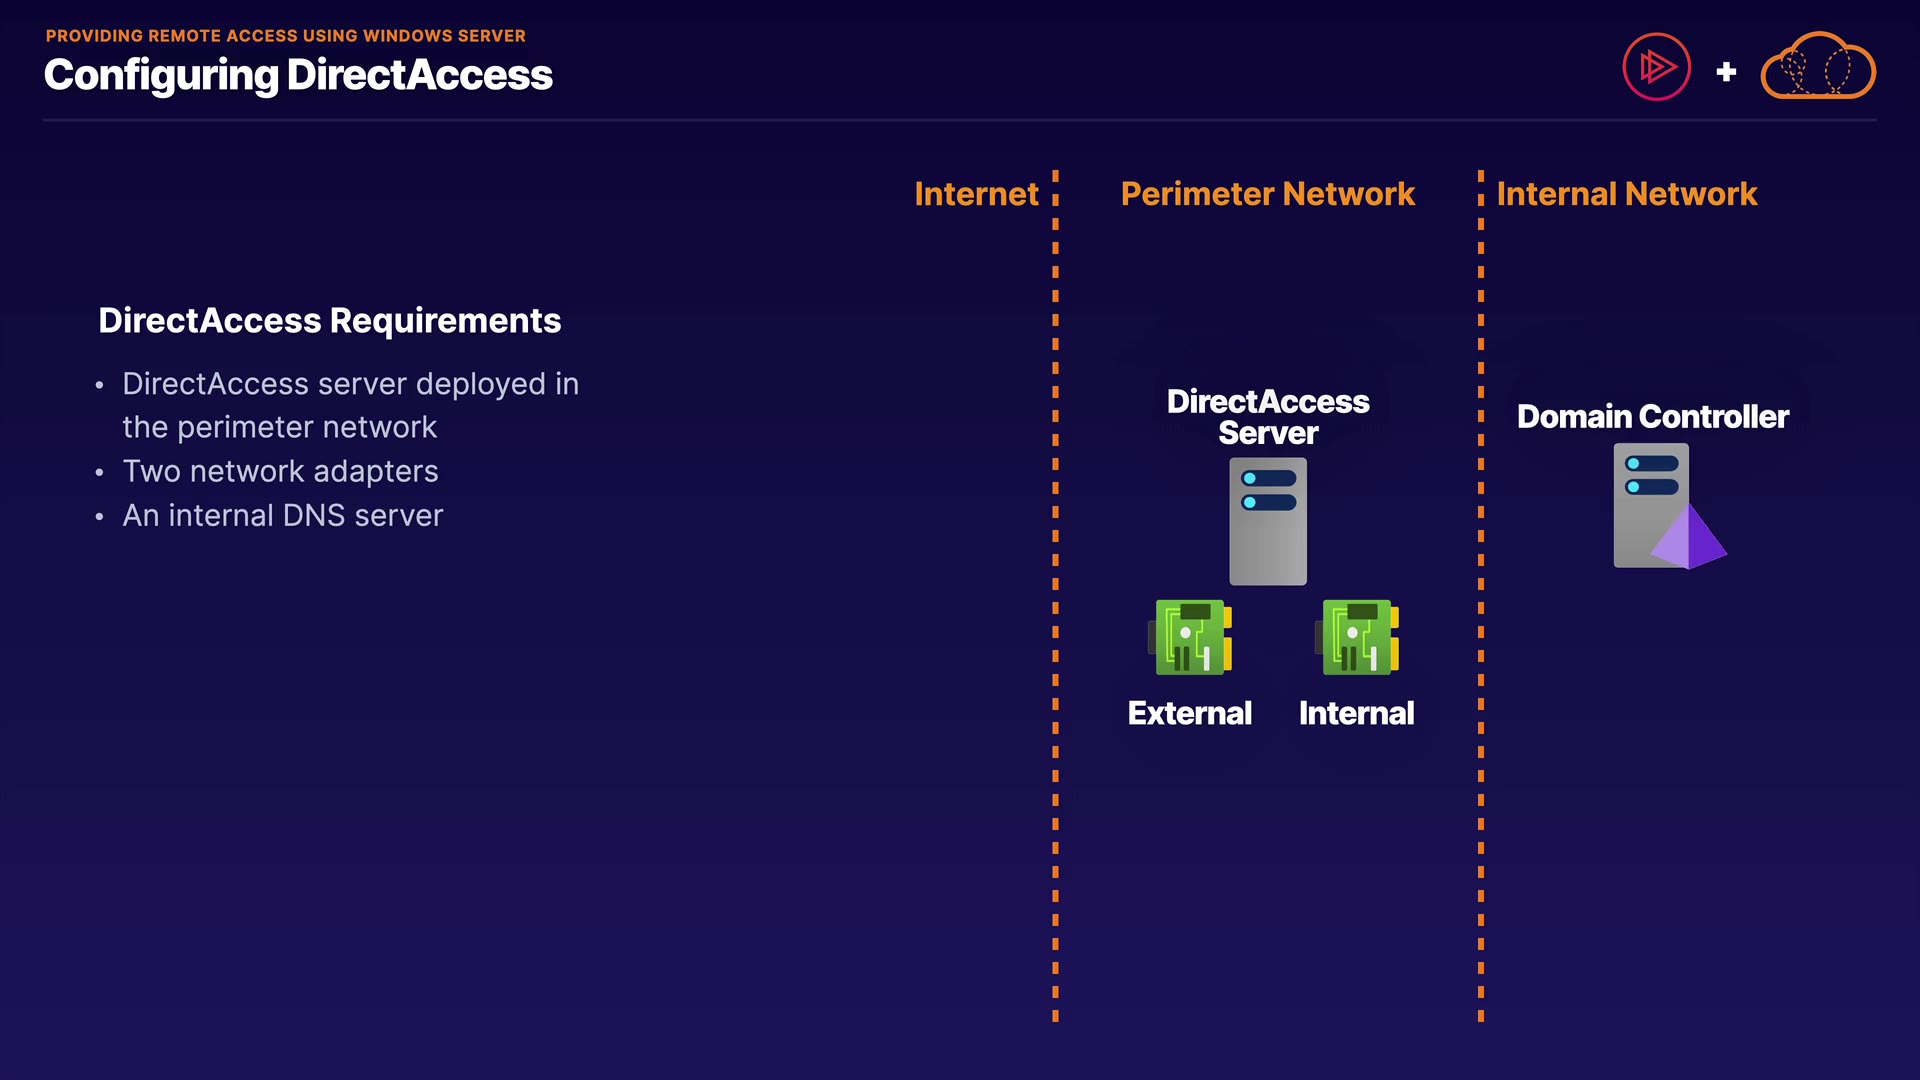 PROVIDING REMOTE ACCESS USING WINDOWS SERVER
Configuring DirectAccess
+
Internet
Perimeter Network
Internal Network
DirectAccess Requirements
• DirectAccess server deployed in
the perimeter network
• Two network adapters
• An internal DNS server
DirectAccess
Server
External
Internal
Domain Controller